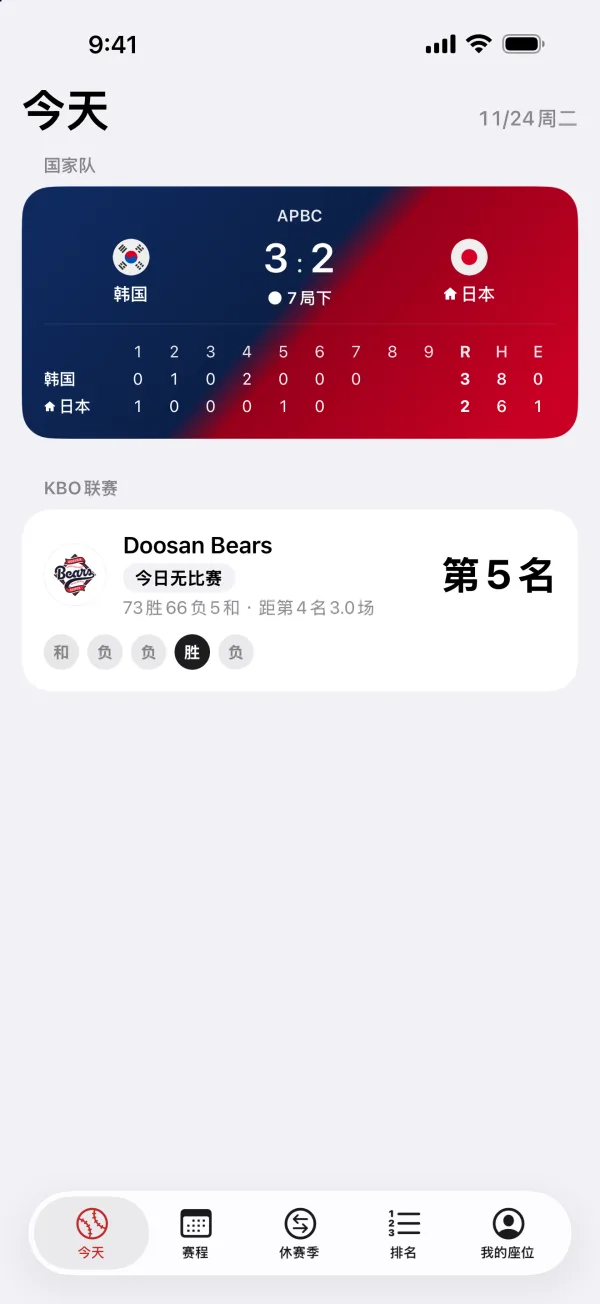 9:41
今天
11/24周二
国家队
APBC
3 : 2
韩国
7局下
日本
1 2 3 4 5 6 7 8 9 R H E
韩国 0 1 0 2 0 0 0 3 8 0
日本 1 0 0 0 1 0 2 6 1
KBO联赛
Bears
Doosan Bears
今日无比赛
73胜66负5和 · 距第4名3.0场
第5名
和 负 负 胜 负
今天 赛程 休赛季 排名 我的座位